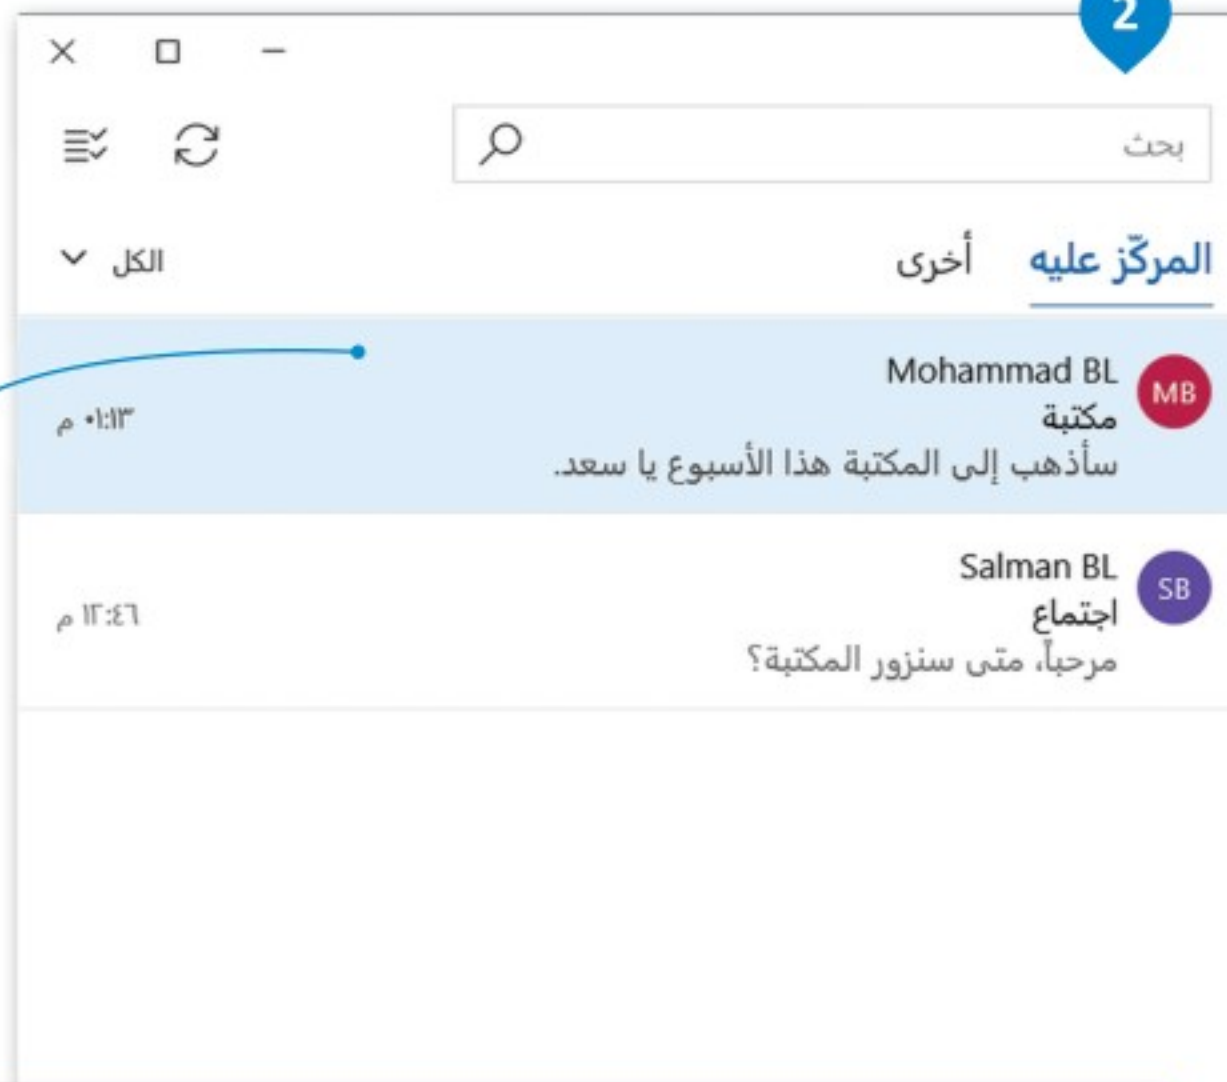 2
بحث
المركّز عليه أخرى الكل
MB
Mohammad BL
مكتبة
٠١:١٣ م
سأذهب إلى المكتبة هذا الأسبوع يا سعد.
SB
Salman BL
اجتماع
١٢:٤٦ م
مرحباً، متى سنزور المكتبة؟